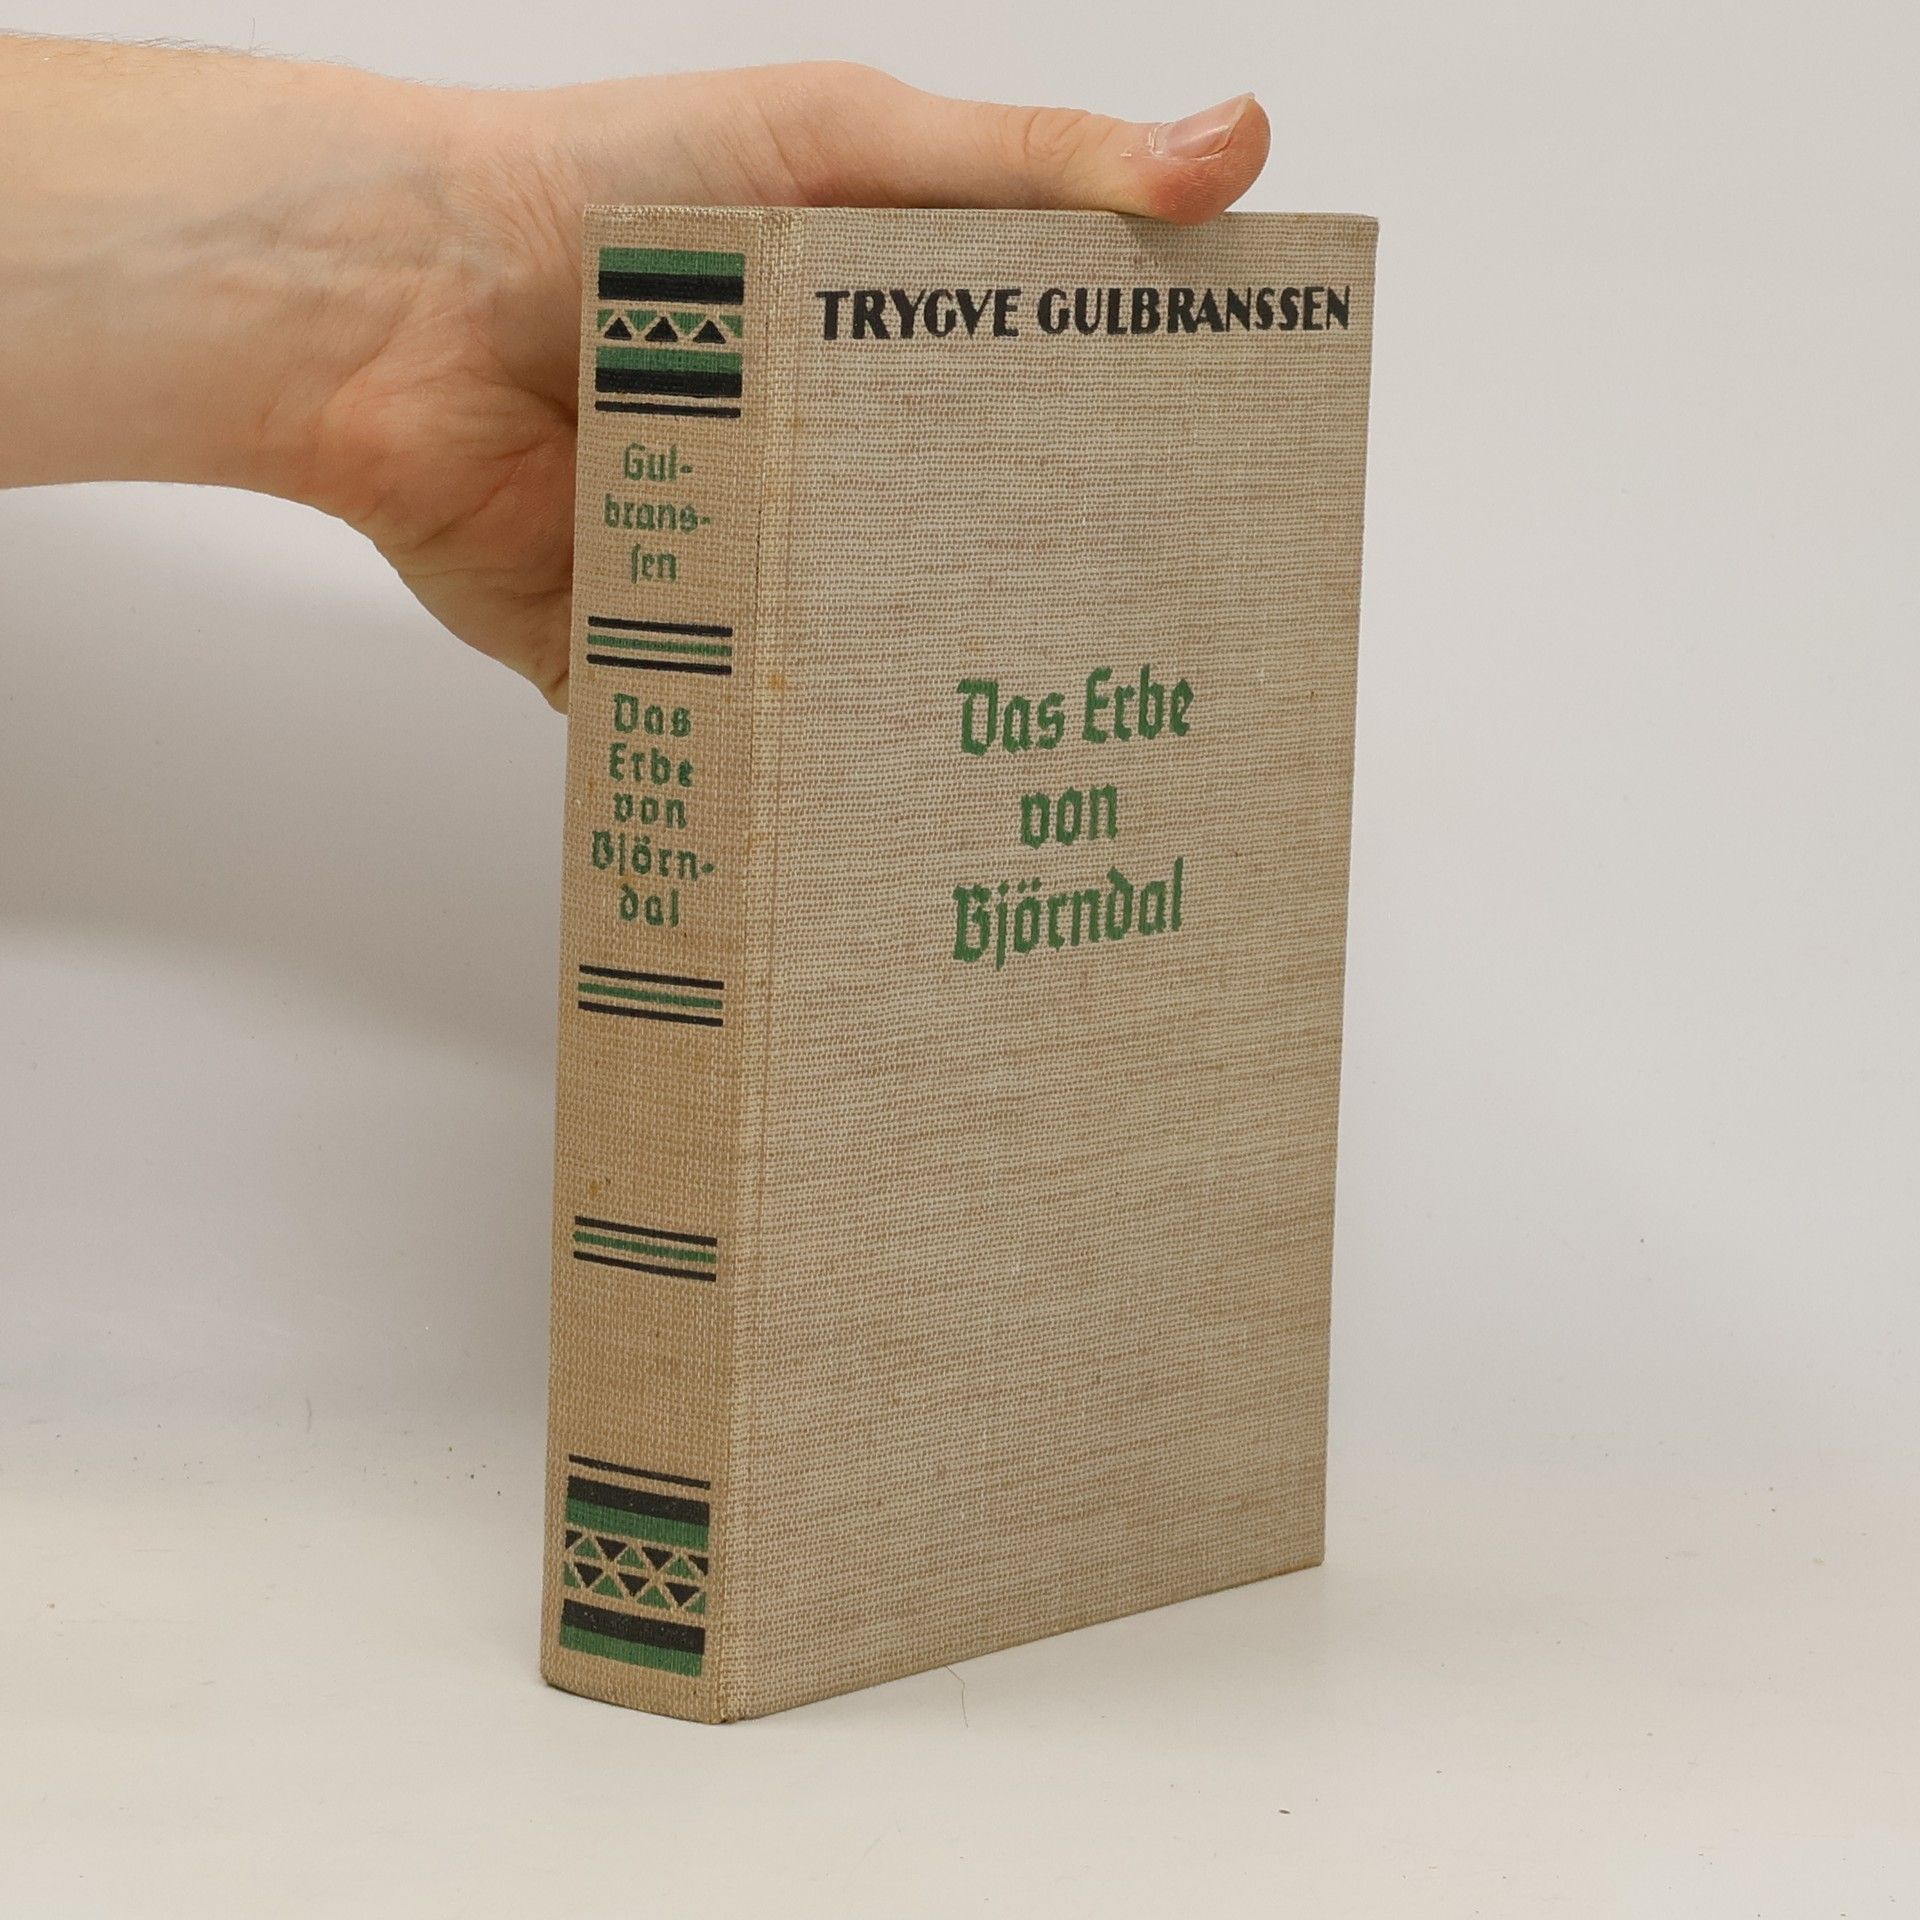 TRYGVE GULBRANSSEN
Das Erbe
von
Björndal
Gul-
brans-
ſen
Das
Erbe
von
Björn-
dal